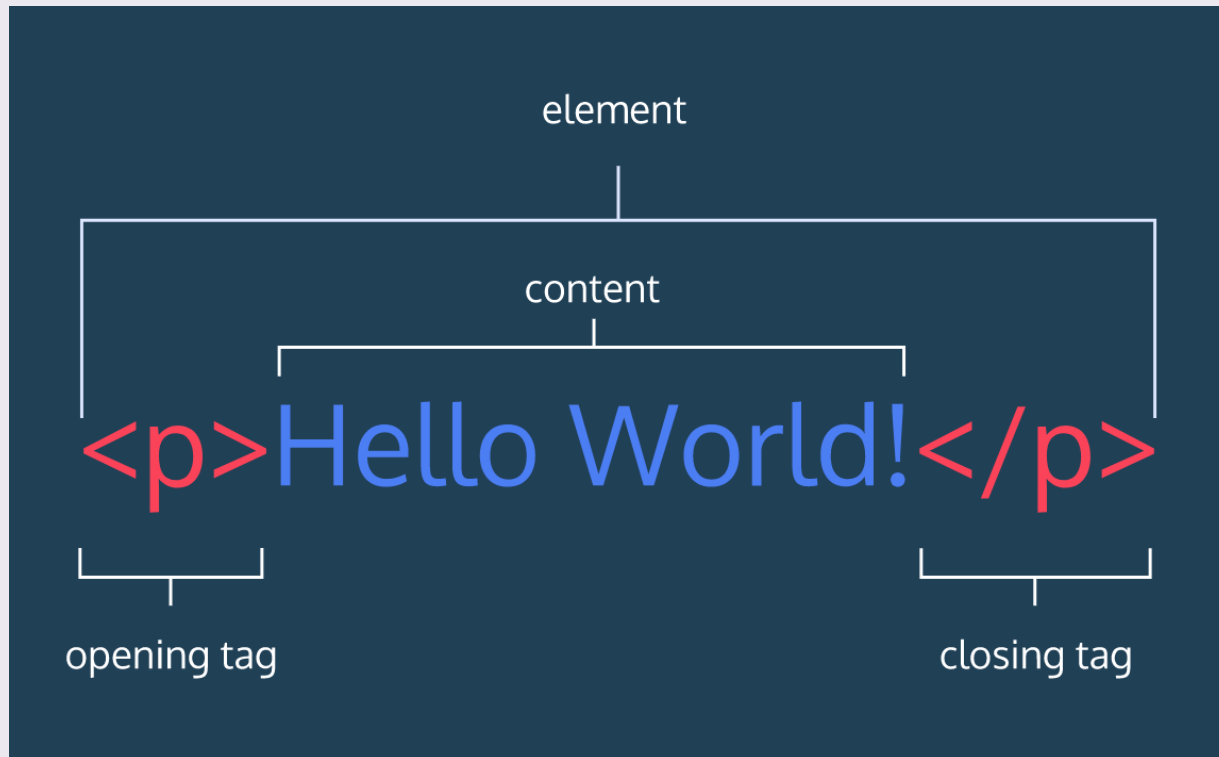 element
content
<p>Hello World!</p>
opening tag
closing tag